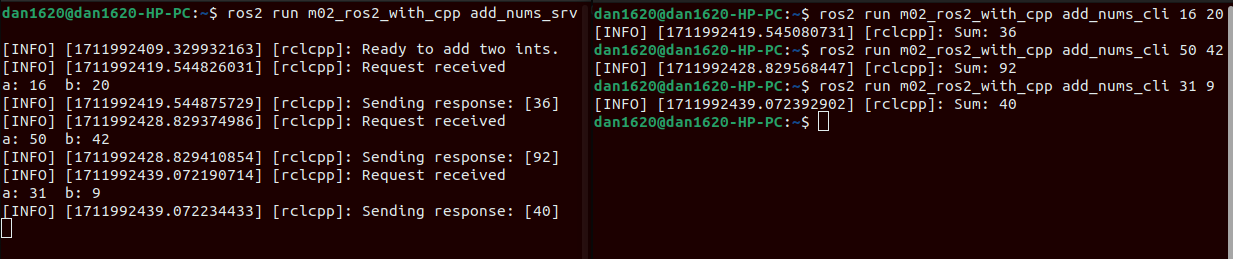 dan1620@dan1620-HP-PC:~$ ros2 run m02_ros2_with_cpp add_nums_srv
[INFO] [1711992409.329932163] [rclcpp]: Ready to add two ints.
[INFO] [1711992419.544826031] [rclcpp]: Request received
a: 16  b: 20
[INFO] [1711992419.544875729] [rclcpp]: Sending response: [36]
[INFO] [1711992428.829374986] [rclcpp]: Request received
a: 50  b: 42
[INFO] [1711992428.829410854] [rclcpp]: Sending response: [92]
[INFO] [1711992439.072190714] [rclcpp]: Request received
a: 31  b: 9
[INFO] [1711992439.072234433] [rclcpp]: Sending response: [40]
dan1620@dan1620-HP-PC:~$ ros2 run m02_ros2_with_cpp add_nums_cli 16 20
[INFO] [1711992419.545080731] [rclcpp]: Sum: 36
dan1620@dan1620-HP-PC:~$ ros2 run m02_ros2_with_cpp add_nums_cli 50 42
[INFO] [1711992428.829568447] [rclcpp]: Sum: 92
dan1620@dan1620-HP-PC:~$ ros2 run m02_ros2_with_cpp add_nums_cli 31 9
[INFO] [1711992439.072392902] [rclcpp]: Sum: 40
dan1620@dan1620-HP-PC:~$